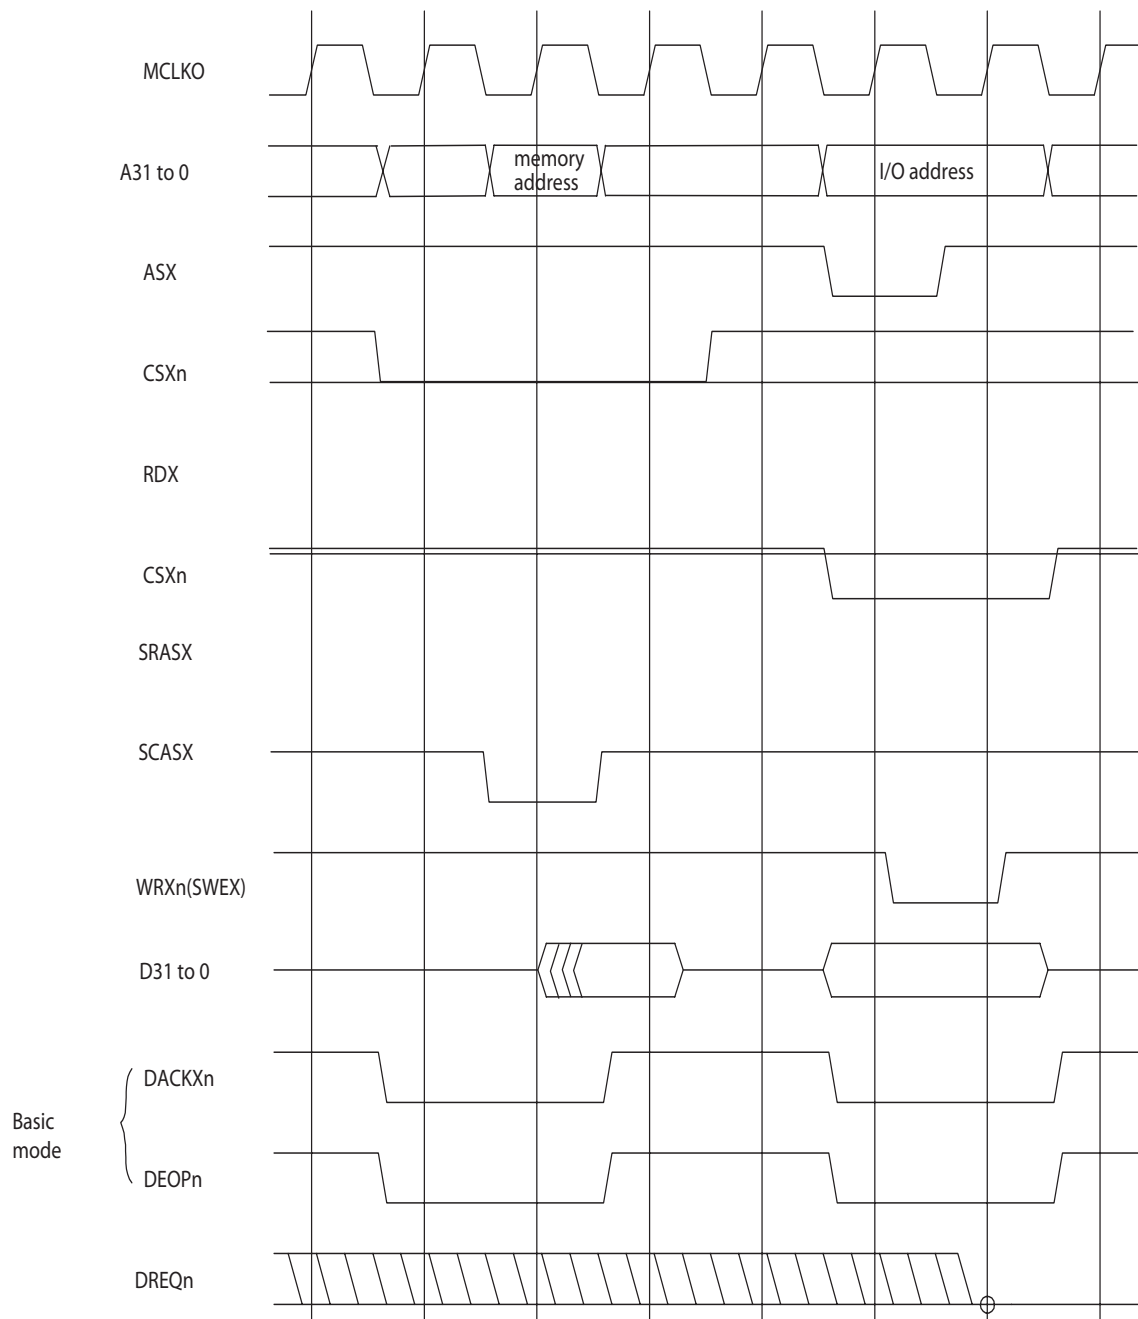 MCLKO
A31 to 0
memory
address
I/O address
ASX
CSXn
RDX
CSXn
SRASX
SCASX
WRXn(SWEX)
D31 to 0
Basic
mode
DACKXn
DEOPn
DREQn